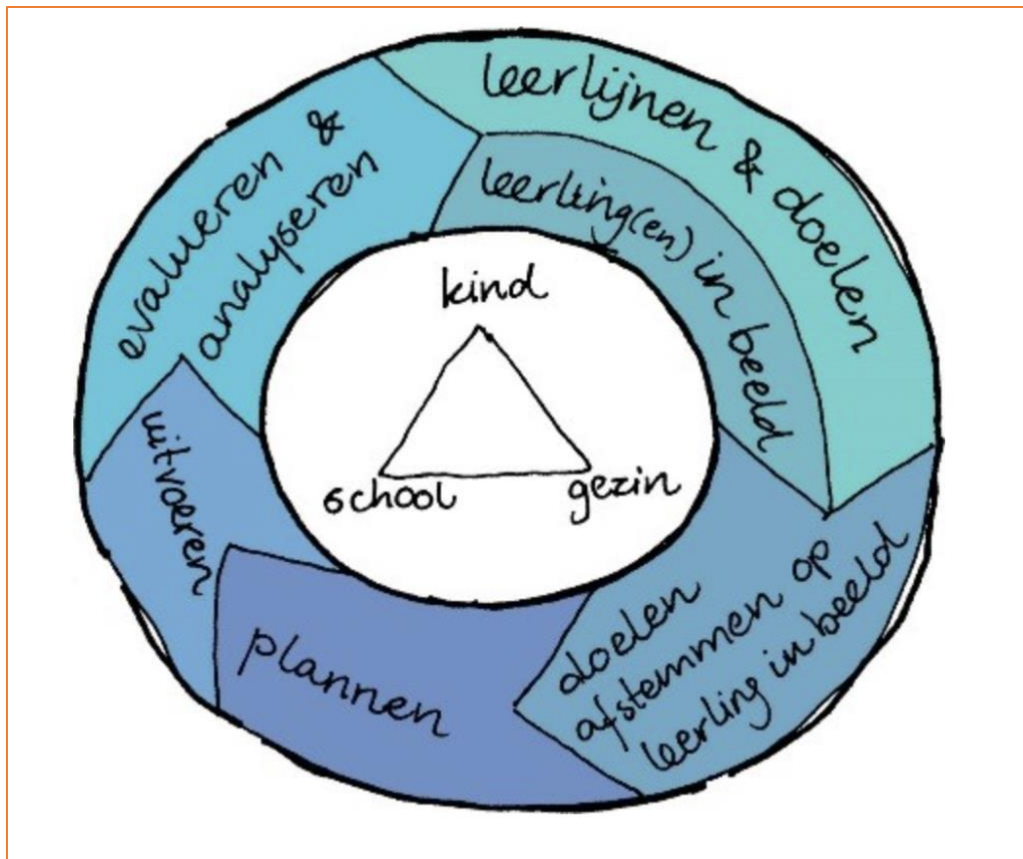 leerlijnen & doelen
leerling(en) in beeld
doelen
afstemmen op
leerling in beeld
plannen
uitvoeren
evalueren &
analyseren
kind
school
gezin